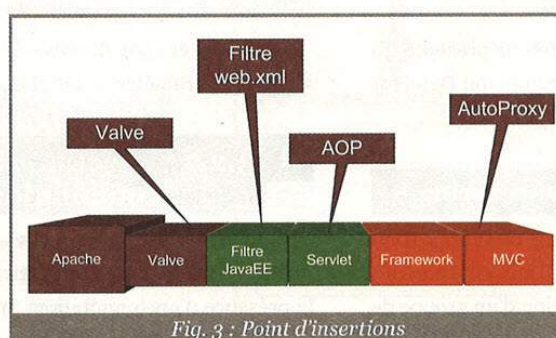 Filtre
web.xml
Valve
AOP
AutoProxy
Apache
Valve
Filtre
JavaEE
Servlet
Framework
MVC
Fig. 3 : Point d'insertions